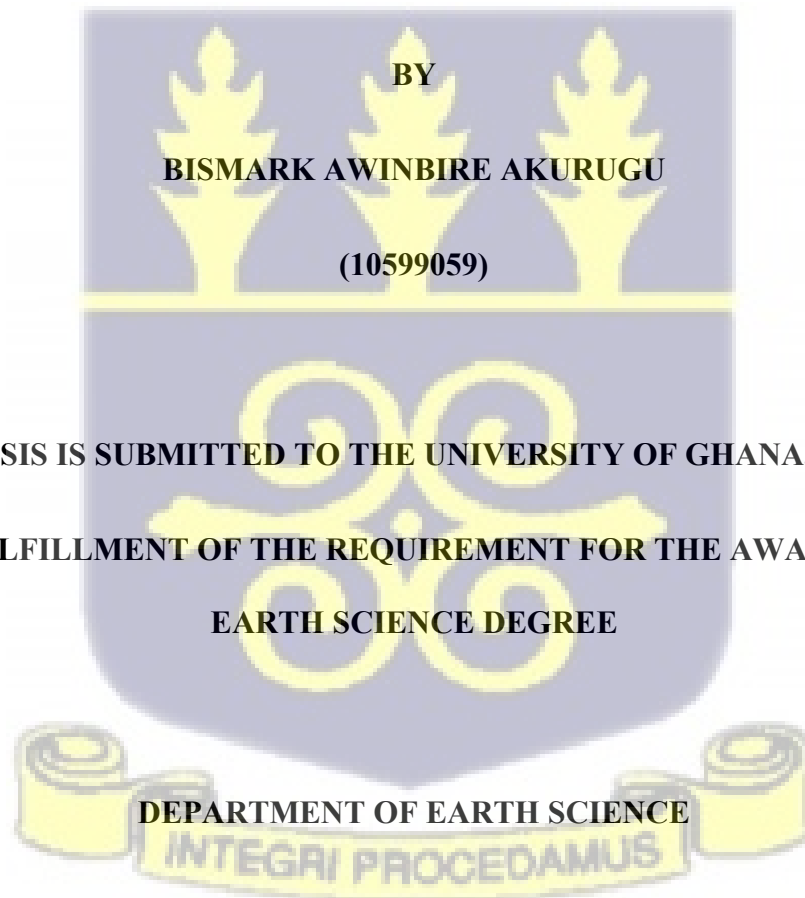 BY
BISMARK AWINBIRE AKURUGU
(10599059)
SIS IS SUBMITTED TO THE UNIVERSITY OF GHANA
LFILLMENT OF THE REQUIREMENT FOR THE AWA
EARTH SCIENCE DEGREE
DEPARTMENT OF EARTH SCIENCE
INTEGRI PROCEDAMUS